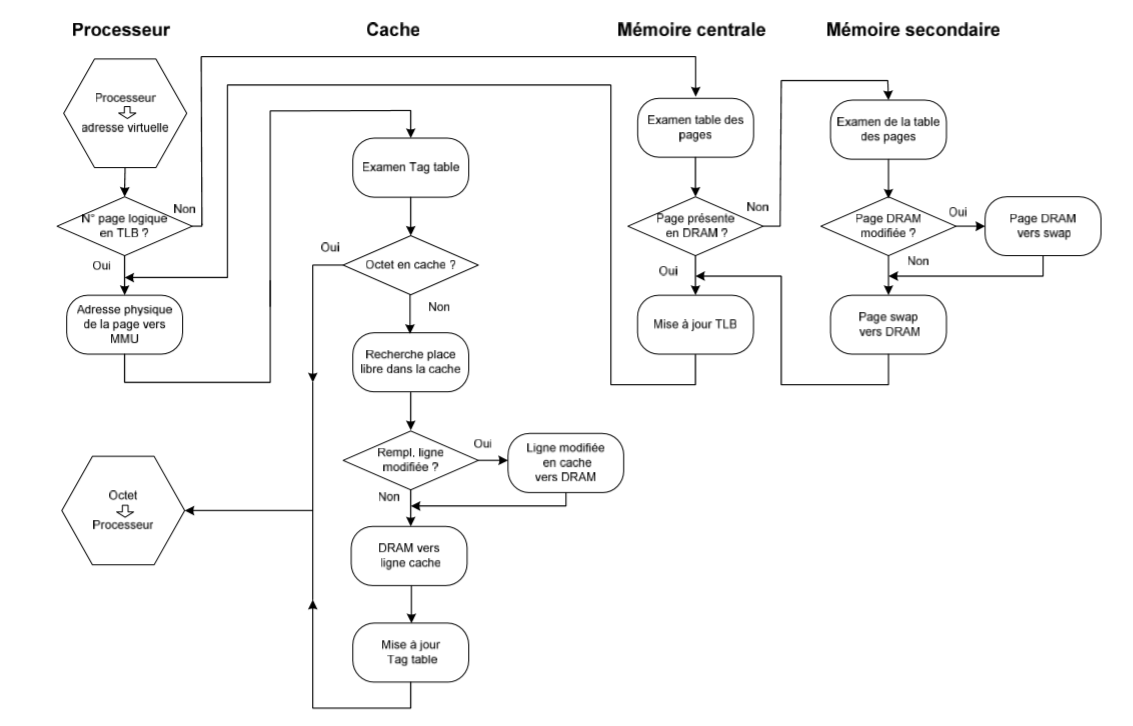 Processeur
Cache
Mémoire centrale
Mémoire secondaire
Processeur
adresse virtuelle
N° page logique
en TLB ?
Non
Oui
Adresse physique
de la page vers
MMU
Octet
Processeur
Examen Tag table
Oui
Octet en cache ?
Non
Recherche place
libre dans la cache
Rempl. ligne
modifiée ?
Oui
Ligne modifiée
en cache
vers DRAM
Non
DRAM vers
ligne cache
Mise à jour
Tag table
Examen table des
pages
Page présente
en DRAM ?
Non
Oui
Mise à jour TLB
Examen de la table
des pages
Page DRAM
modifiée ?
Oui
Page DRAM
vers swap
Non
Page swap
vers DRAM